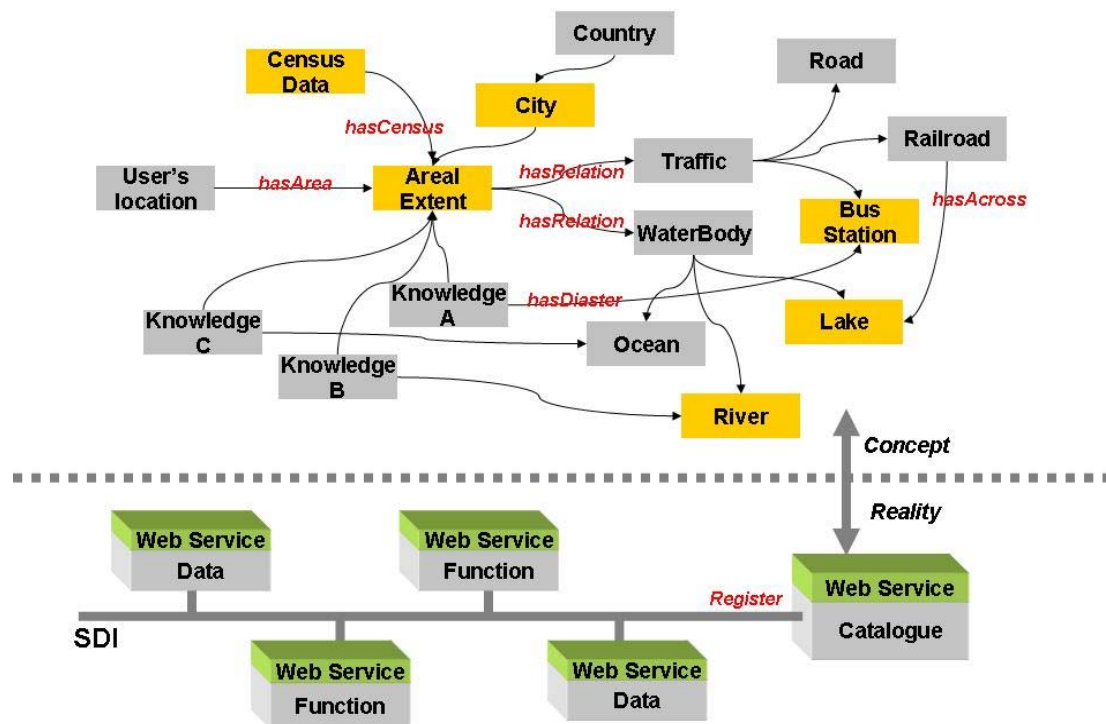 Country
Census
Data
Road
City
hasCensus
Railroad
Traffic
User's
location
hasArea
Areal
Extent
hasRelation
hasAcross
Bus
Station
hasRelation
WaterBody
Knowledge
A
hasDiaster
Lake
Knowledge
C
Ocean
Knowledge
B
River
Concept
Reality
Web Service
Data
Web Service
Function
Web Service
Catalogue
Register
SDI
Web Service
Function
Web Service
Data